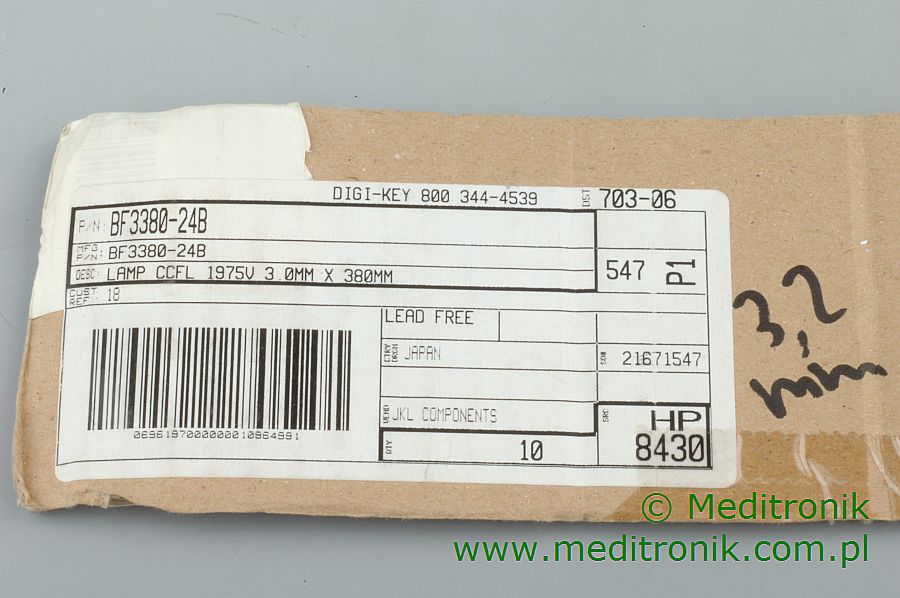 DIGI-KEY 800 344-4539
DIST 703-06
P/N: BF3380-24B
MFG P/N: BF3380-24B
DESC: LAMP CCFL 1975V 3.0MM X 380MM
547 P1
CUST REF: 18
LEAD FREE
CTRY ORGN JAPAN
SO# 21671547
VEND JKL COMPONENTS
SRC HP
8430
QTY 10
0696197000000010964991
3,2
mm
© Meditronik
www.meditronik.com.pl